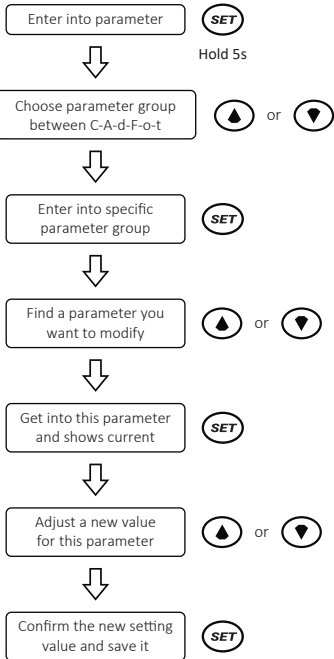 Enter into parameter
SET
Hold 5s
Choose parameter group
between C-A-d-F-o-t
or
Enter into specific
parameter group
SET
Find a parameter you
want to modify
or
Get into this parameter
and shows current
SET
Adjust a new value
for this parameter
or
Confirm the new setting
value and save it
SET